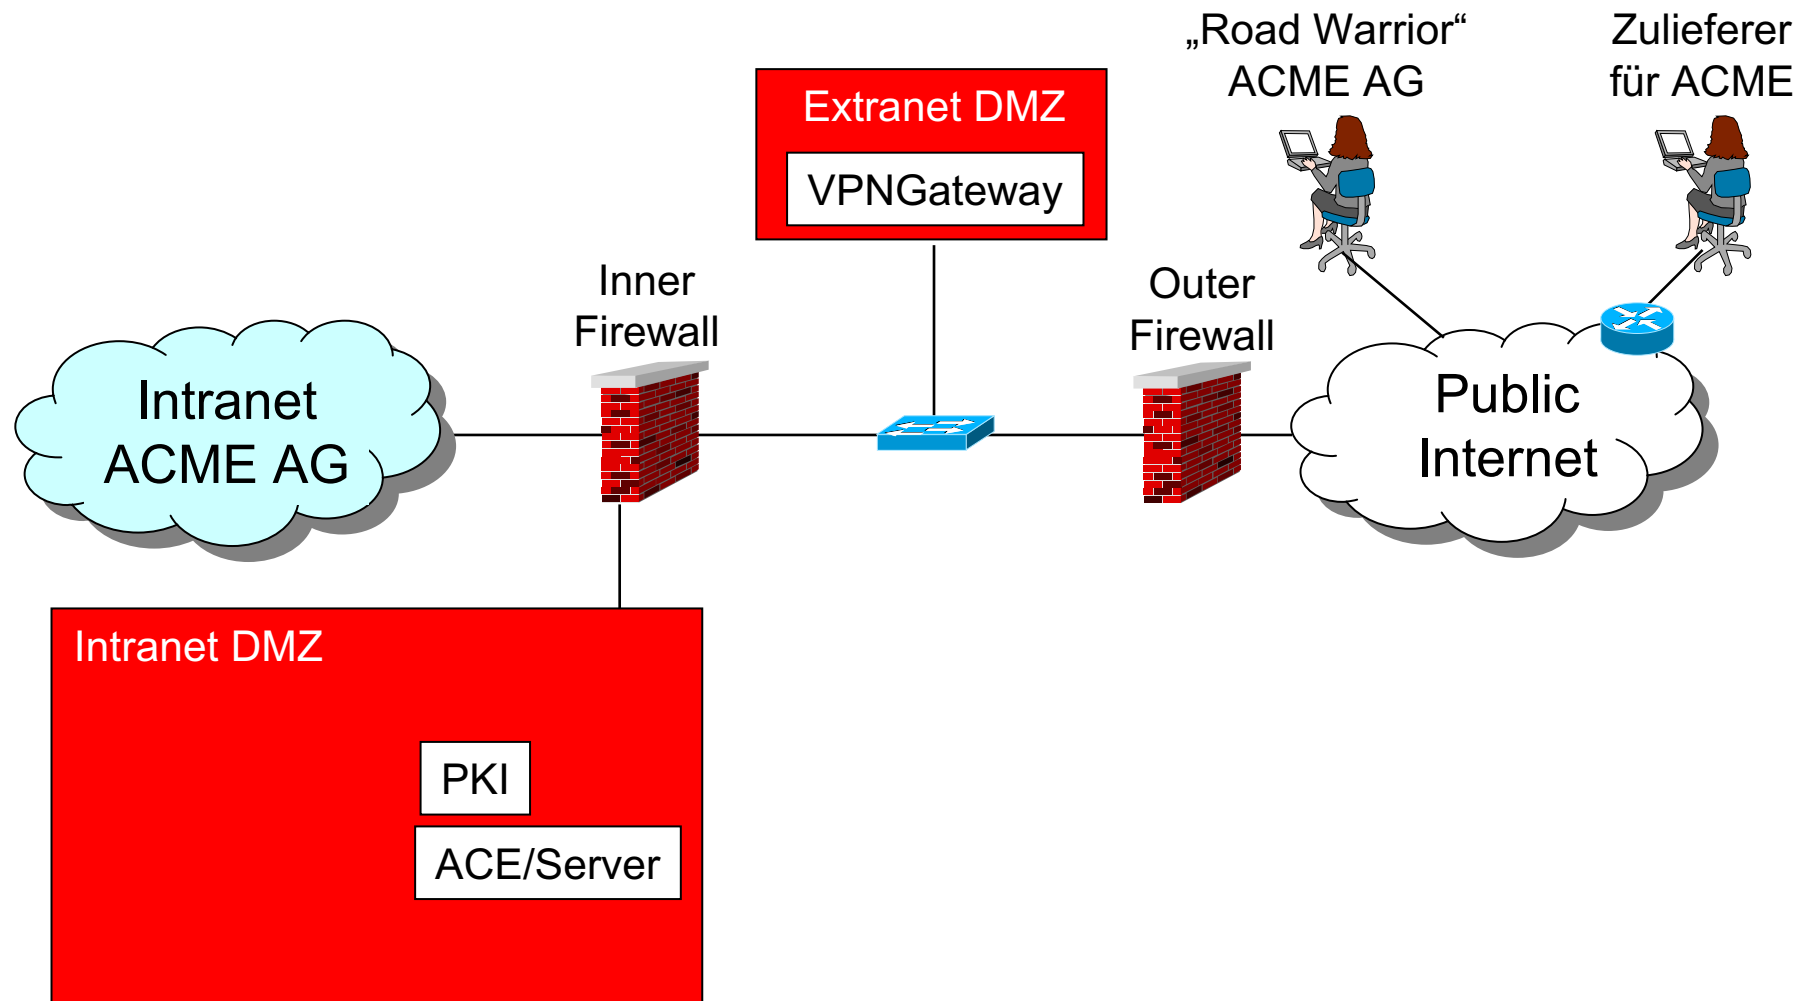 „Road Warrior“
ACME AG
Zulieferer
für ACME
Extranet DMZ
VPNGateway
Inner
Firewall
Outer
Firewall
Intranet
ACME AG
Public
Internet
Intranet DMZ
PKI
ACE/Server